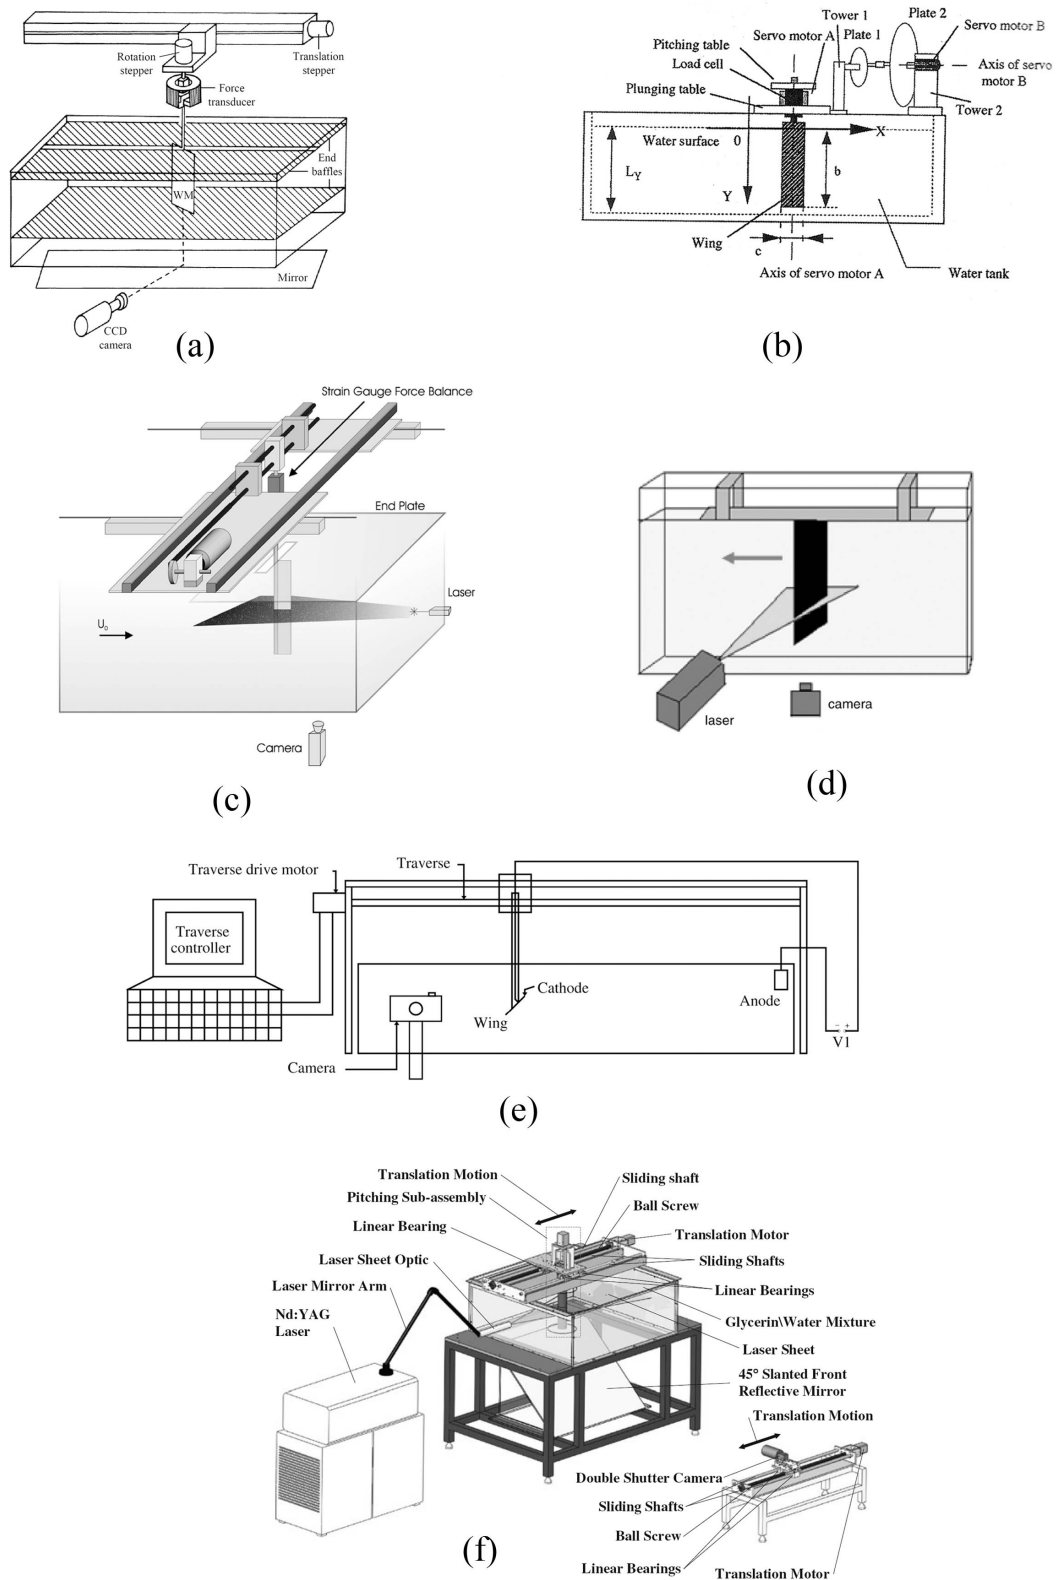 Rotation
stepper
Translation
stepper
Force
transducer
End
baffles
WM
Mirror
CCD
camera
(a)
Tower 1
Plate 2
Servo motor A
Plate 1
Servo motor B
Pitching table
Load cell
Plunging table
Axis of servo
motor B
Tower 2
Water surface
0
X
LY
b
Y
Wing
c
Axis of servo motor A
Water tank
(b)
Strain Gauge Force Balance
End Plate
Laser
U0
Camera
(c)
laser
camera
(d)
Traverse drive motor
Traverse
Traverse
controller
Cathode
Wing
Anode
- +
V1
Camera
(e)
Translation Motion
Pitching Sub-assembly
Linear Bearing
Laser Sheet Optic
Laser Mirror Arm
Nd:YAG
Laser
Sliding shaft
Ball Screw
Translation Motor
Sliding Shafts
Linear Bearings
Glycerin\Water Mixture
Laser Sheet
45° Slanted Front
Reflective Mirror
Translation Motion
Double Shutter Camera
Sliding Shafts
Ball Screw
Linear Bearings
Translation Motor
(f)